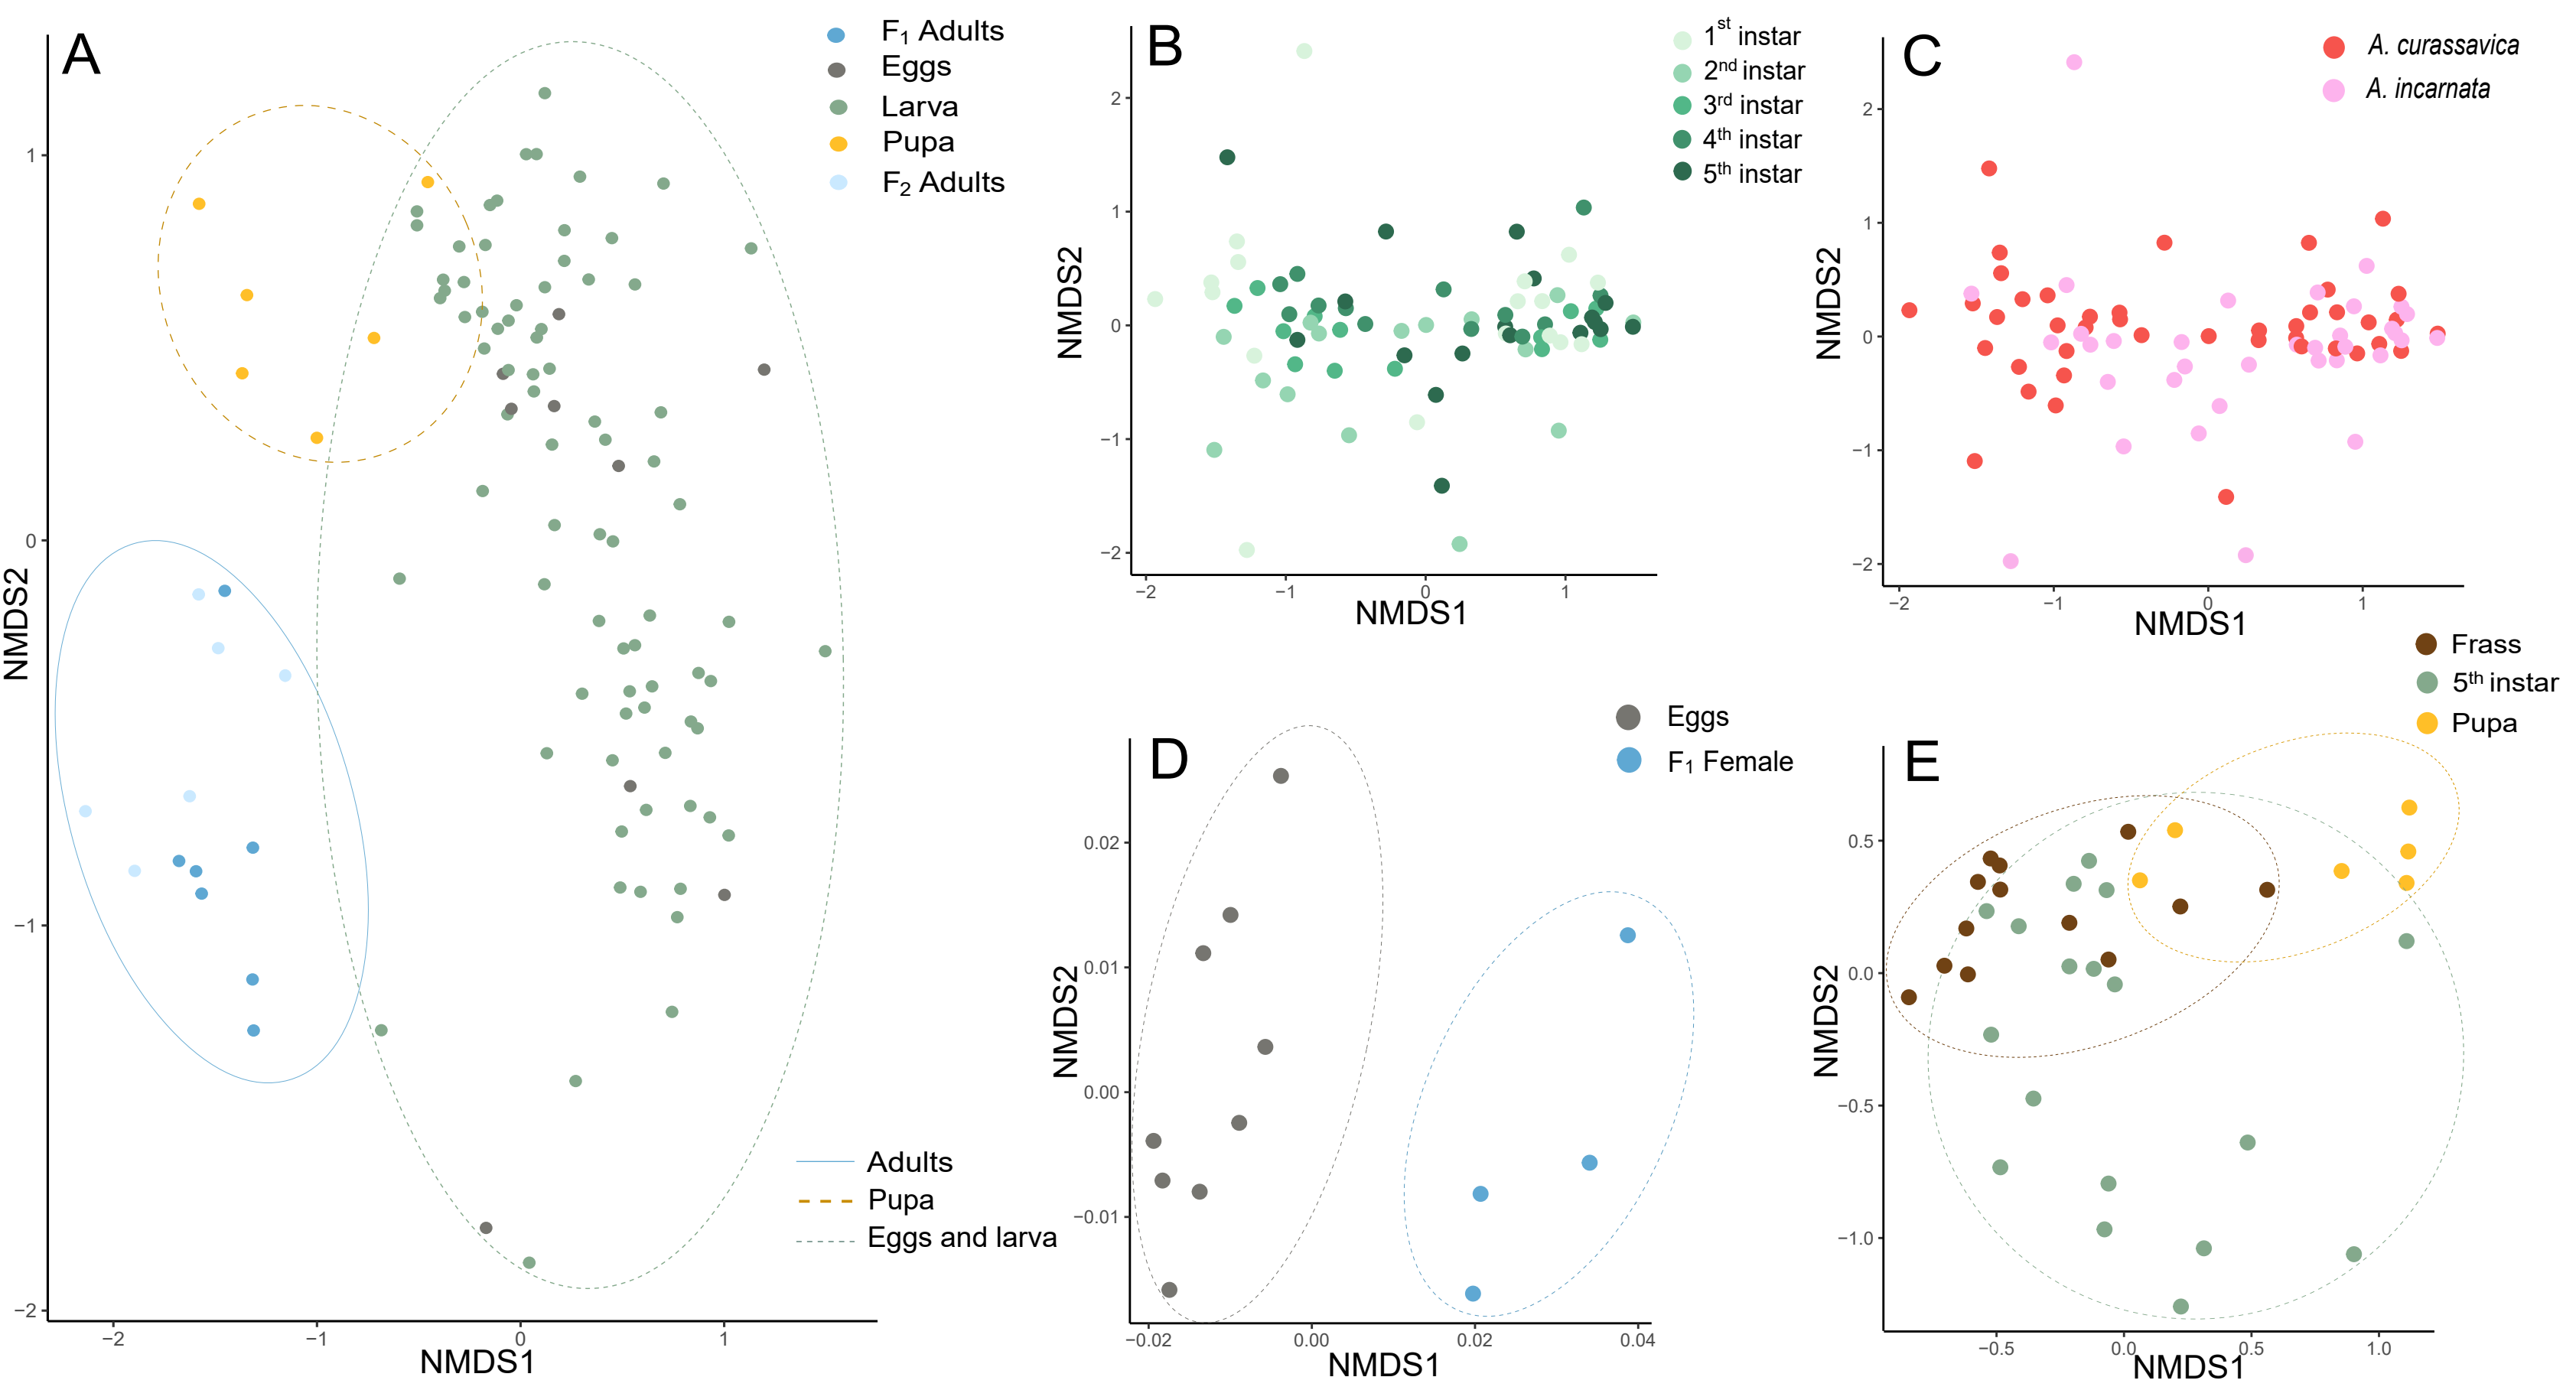 A
F₁ Adults
Eggs
Larva
Pupa
F₂ Adults
1
0
−1
−2
NMDS2
−2
−1
0
1
NMDS1
Adults
Pupa
Eggs and larva
B
1st instar
2nd instar
3rd instar
4th instar
5th instar
2
1
0
−1
−2
NMDS2
−2
−1
0
1
NMDS1
C
A. curassavica
A. incarnata
2
1
0
−1
−2
NMDS2
−2
−1
0
1
NMDS1
D
Eggs
F₁ Female
0.02
0.01
0.00
−0.01
NMDS2
−0.02
0.00
0.02
0.04
NMDS1
E
Frass
5th instar
Pupa
0.5
0.0
−0.5
−1.0
NMDS2
−0.5
0.0
0.5
1.0
NMDS1